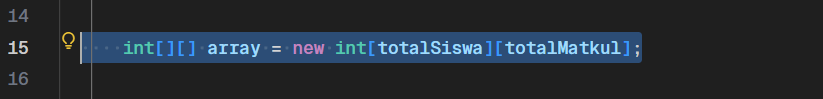 14
15 int[][] array = new int[totalSiswa][totalMatkul];
16